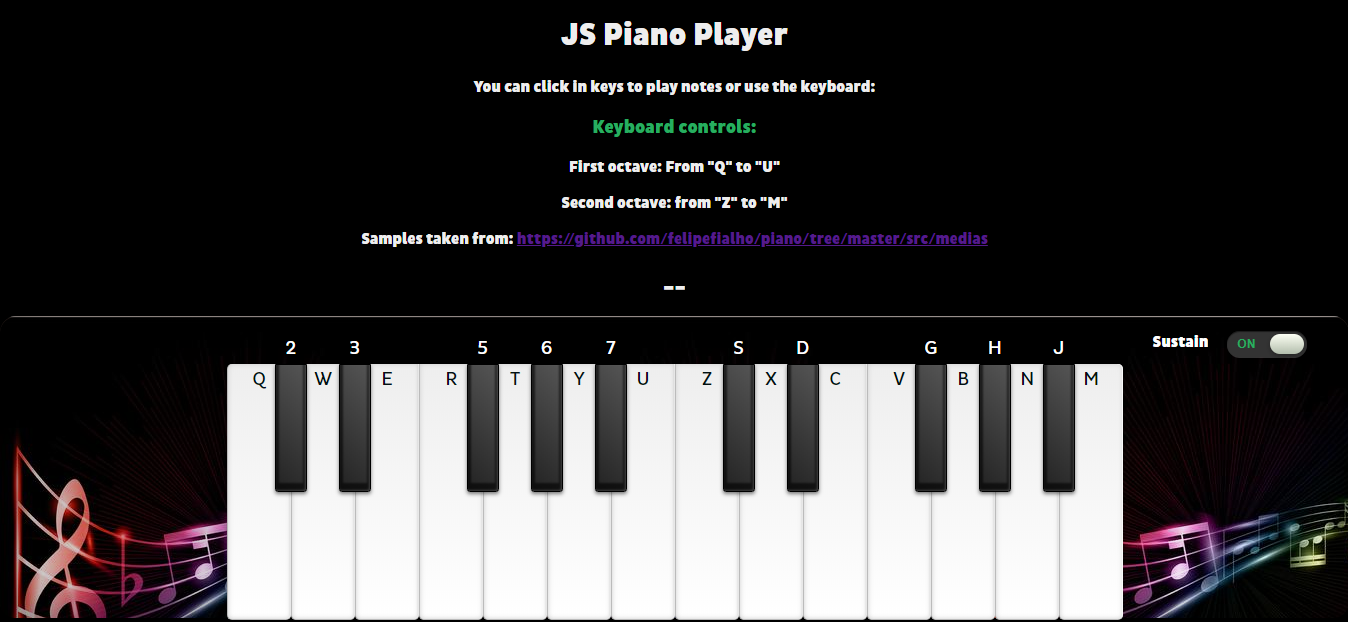 JS Piano Player
You can click in keys to play notes or use the keyboard:
Keyboard controls:
First octave: From "Q" to "U"
Second octave: from "Z" to "M"
Samples taken from: https://github.com/felipefialho/piano/tree/master/src/medias
--
Sustain ON
2 3 5 6 7 S D G H J
Q W E R T Y U Z X C V B N M